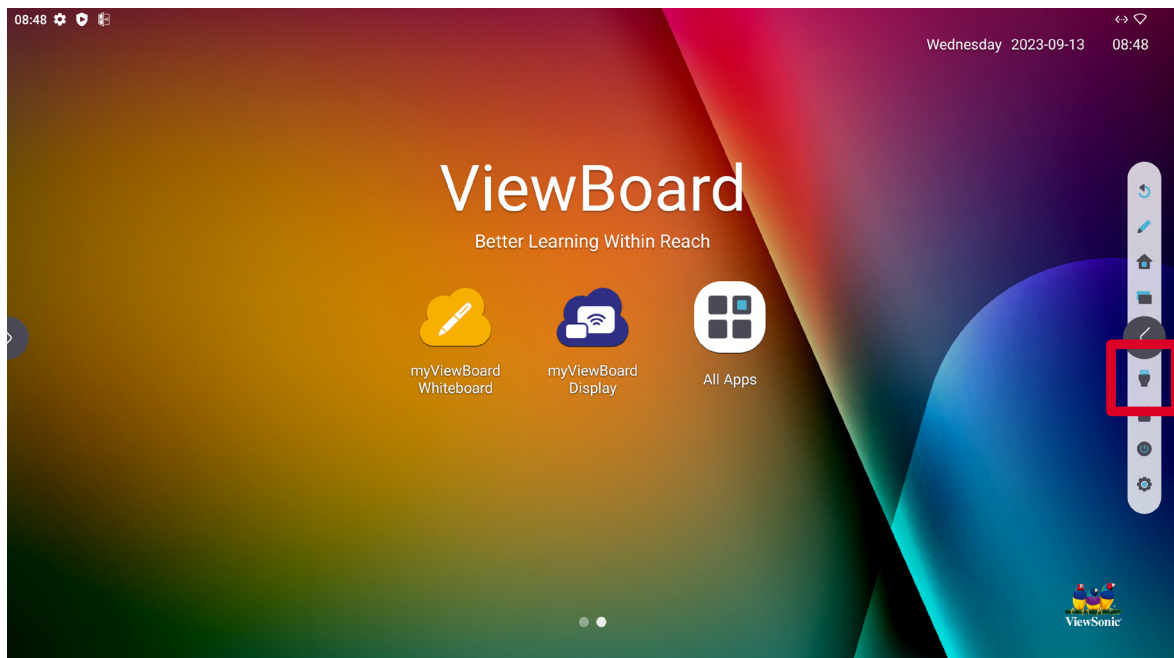 08:48
Wednesday 2023-09-13 08:48
ViewBoard
Better Learning Within Reach
myViewBoard
Whiteboard
myViewBoard
Display
All Apps
ViewSonic